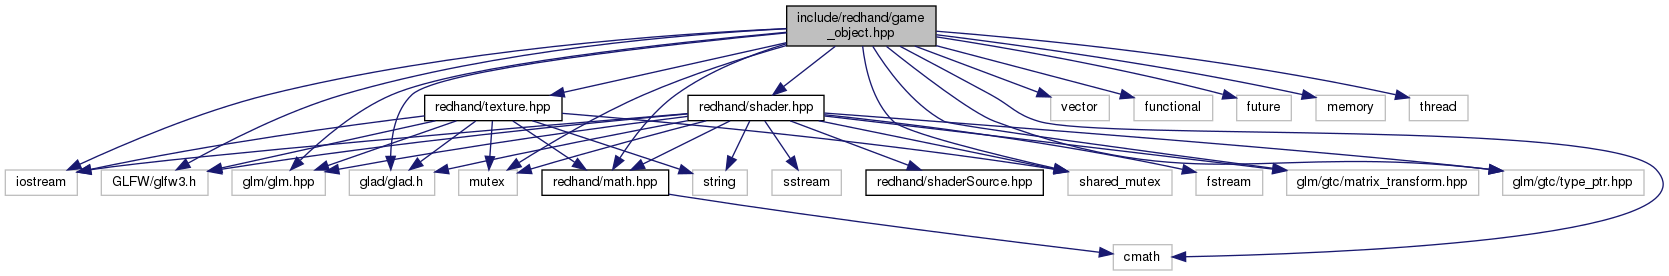 include/redhand/game
_object.hpp
redhand/texture.hpp
redhand/shader.hpp
vector
functional
future
memory
thread
iostream
GLFW/glfw3.h
glm/glm.hpp
glad/glad.h
mutex
redhand/math.hpp
string
sstream
redhand/shaderSource.hpp
shared_mutex
fstream
glm/gtc/matrix_transform.hpp
glm/gtc/type_ptr.hpp
cmath